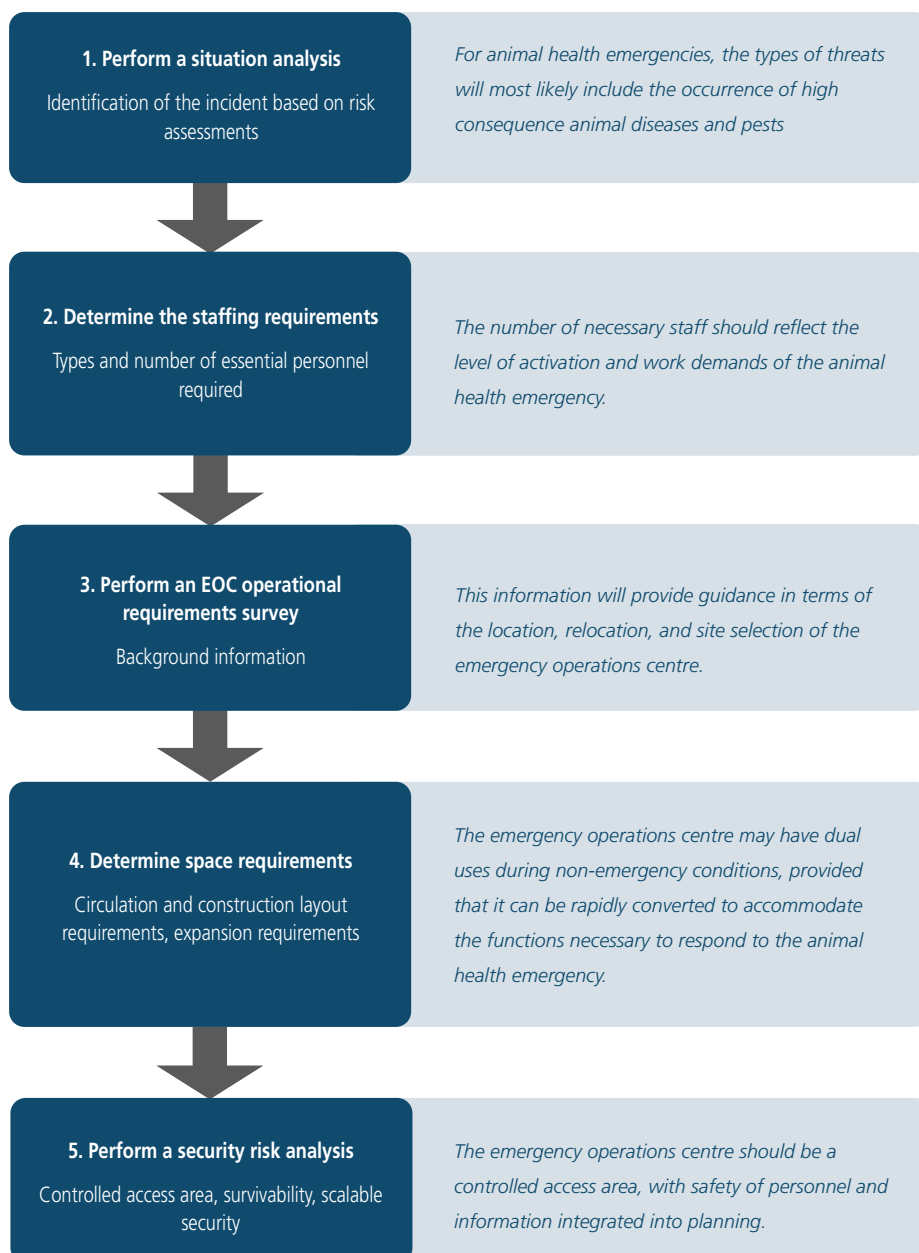 1. Perform a situation analysis
Identification of the incident based on risk
assessments
For animal health emergencies, the types of threats
will most likely include the occurrence of high
consequence animal diseases and pests
2. Determine the staffing requirements
Types and number of essential personnel
required
The number of necessary staff should reflect the
level of activation and work demands of the animal
health emergency.
3. Perform an EOC operational
requirements survey
Background information
This information will provide guidance in terms of
the location, relocation, and site selection of the
emergency operations centre.
4. Determine space requirements
Circulation and construction layout
requirements, expansion requirements
The emergency operations centre may have dual
uses during non-emergency conditions, provided
that it can be rapidly converted to accommodate
the functions necessary to respond to the animal
health emergency.
5. Perform a security risk analysis
Controlled access area, survivability, scalable
security
The emergency operations centre should be a
controlled access area, with safety of personnel and
information integrated into planning.